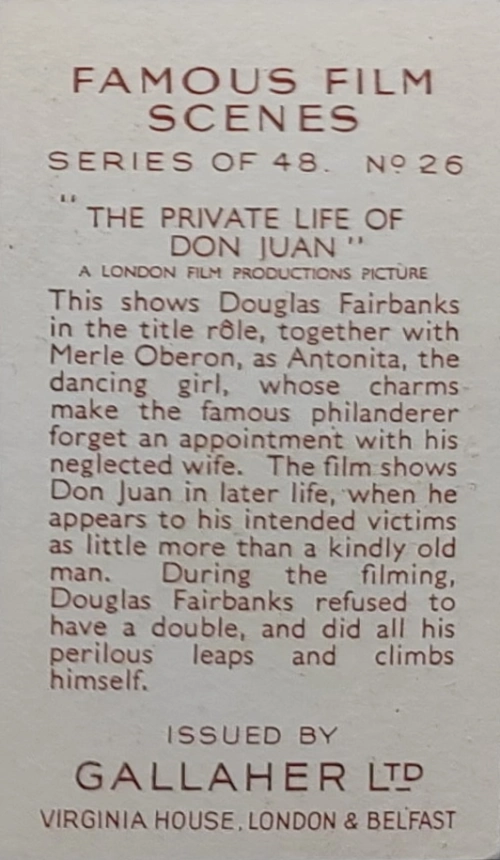 FAMOUS FILM
SCENES
SERIES OF 48. Nº 26
"THE PRIVATE LIFE OF
DON JUAN"
A LONDON FILM PRODUCTIONS PICTURE
This shows Douglas Fairbanks
in the title rôle, together with
Merle Oberon, as Antonita, the
dancing girl, whose charms
make the famous philanderer
forget an appointment with his
neglected wife. The film shows
Don Juan in later life, when he
appears to his intended victims
as little more than a kindly old
man. During the filming,
Douglas Fairbanks refused to
have a double, and did all his
perilous leaps and climbs
himself.
ISSUED BY
GALLAHER LTD
VIRGINIA HOUSE, LONDON & BELFAST